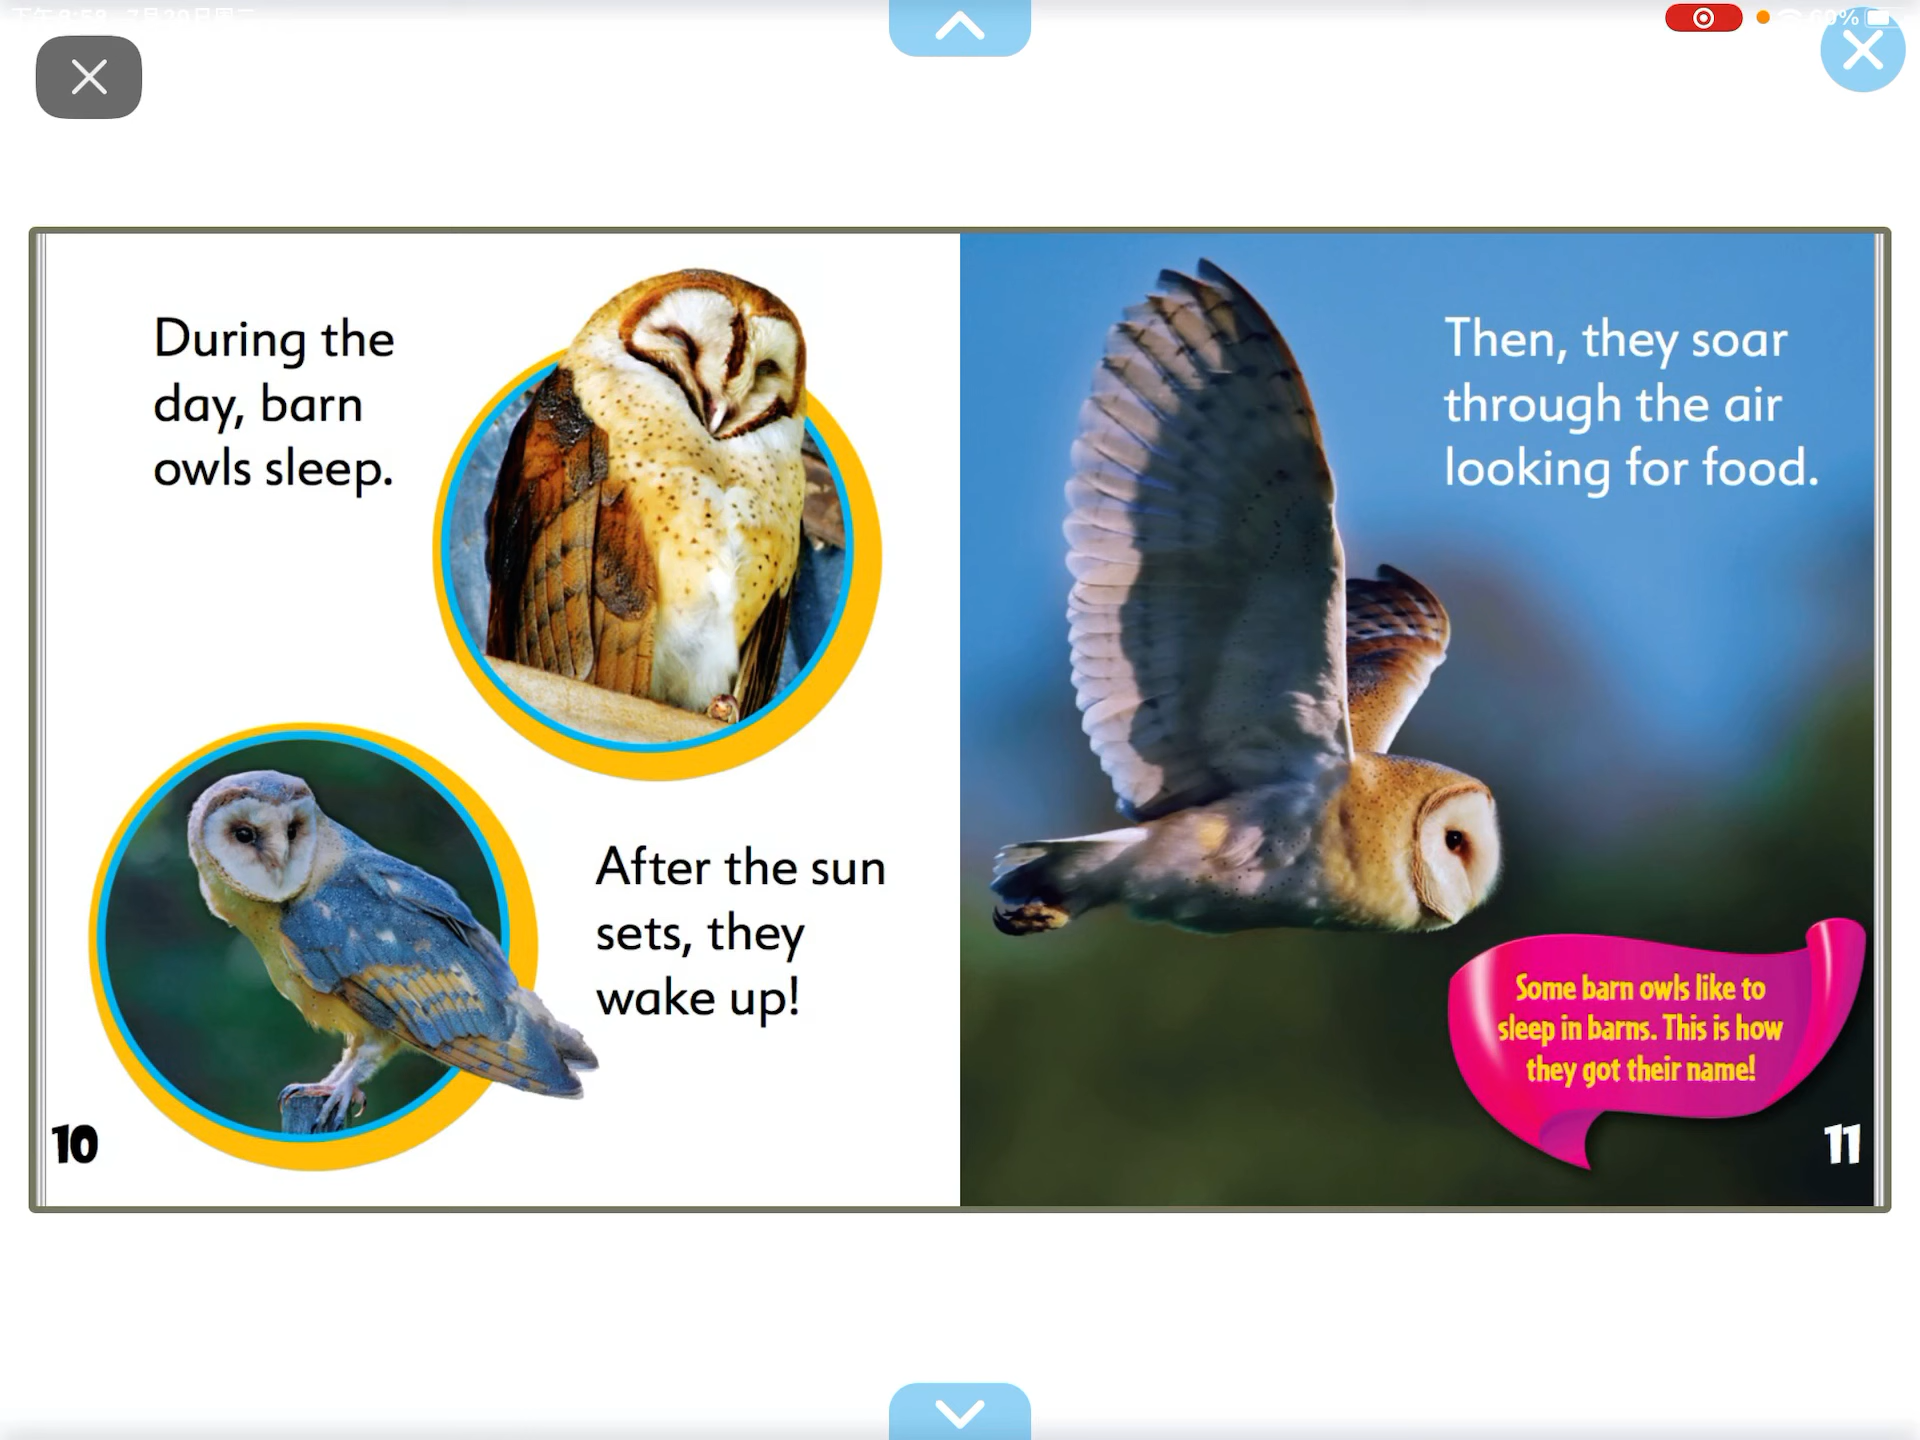 During the
day, barn
owls sleep.
After the sun
sets, they
wake up!
10
Then, they soar
through the air
looking for food.
Some barn owls like to
sleep in barns. This is how
they got their name!
11